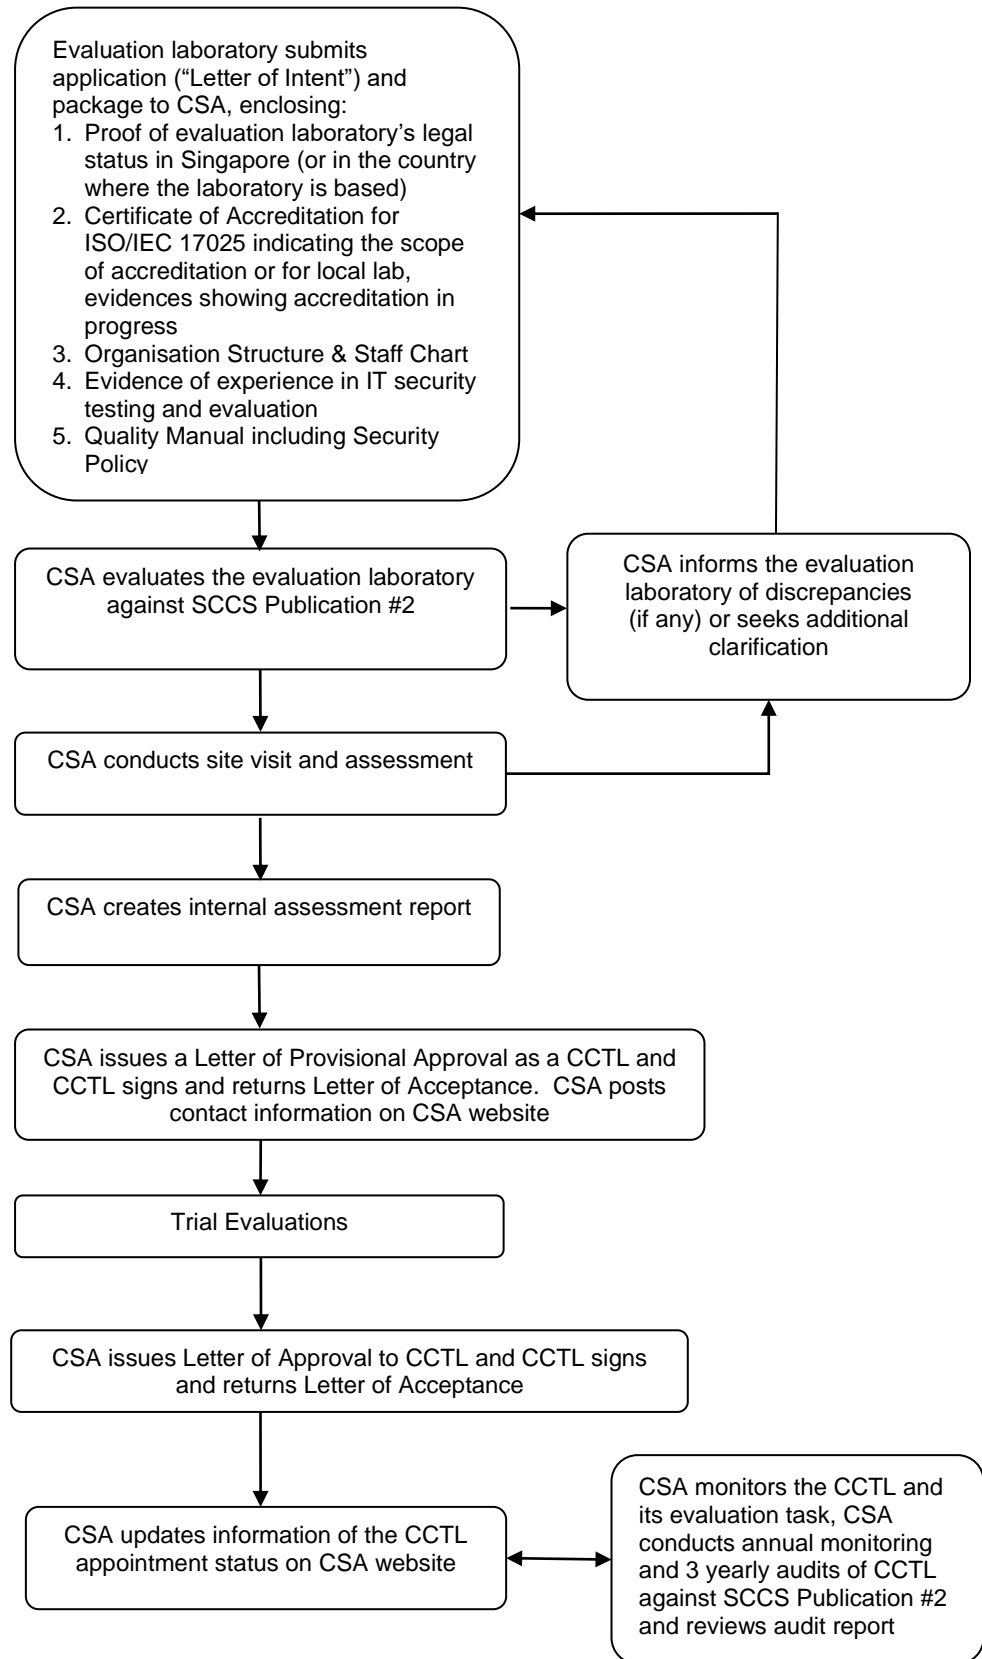 Evaluation laboratory submits
application (“Letter of Intent”) and
package to CSA, enclosing:
1. Proof of evaluation laboratory’s legal
status in Singapore (or in the country
where the laboratory is based)
2. Certificate of Accreditation for
ISO/IEC 17025 indicating the scope
of accreditation or for local lab,
evidences showing accreditation in
progress
3. Organisation Structure & Staff Chart
4. Evidence of experience in IT security
testing and evaluation
5. Quality Manual including Security
Policy
CSA evaluates the evaluation laboratory
against SCCS Publication #2
CSA informs the evaluation
laboratory of discrepancies
(if any) or seeks additional
clarification
CSA conducts site visit and assessment
CSA creates internal assessment report
CSA issues a Letter of Provisional Approval as a CCTL and
CCTL signs and returns Letter of Acceptance.  CSA posts
contact information on CSA website
Trial Evaluations
CSA issues Letter of Approval to CCTL and CCTL signs
and returns Letter of Acceptance
CSA updates information of the CCTL
appointment status on CSA website
CSA monitors the CCTL and
its evaluation task, CSA
conducts annual monitoring
and 3 yearly audits of CCTL
against SCCS Publication #2
and reviews audit report